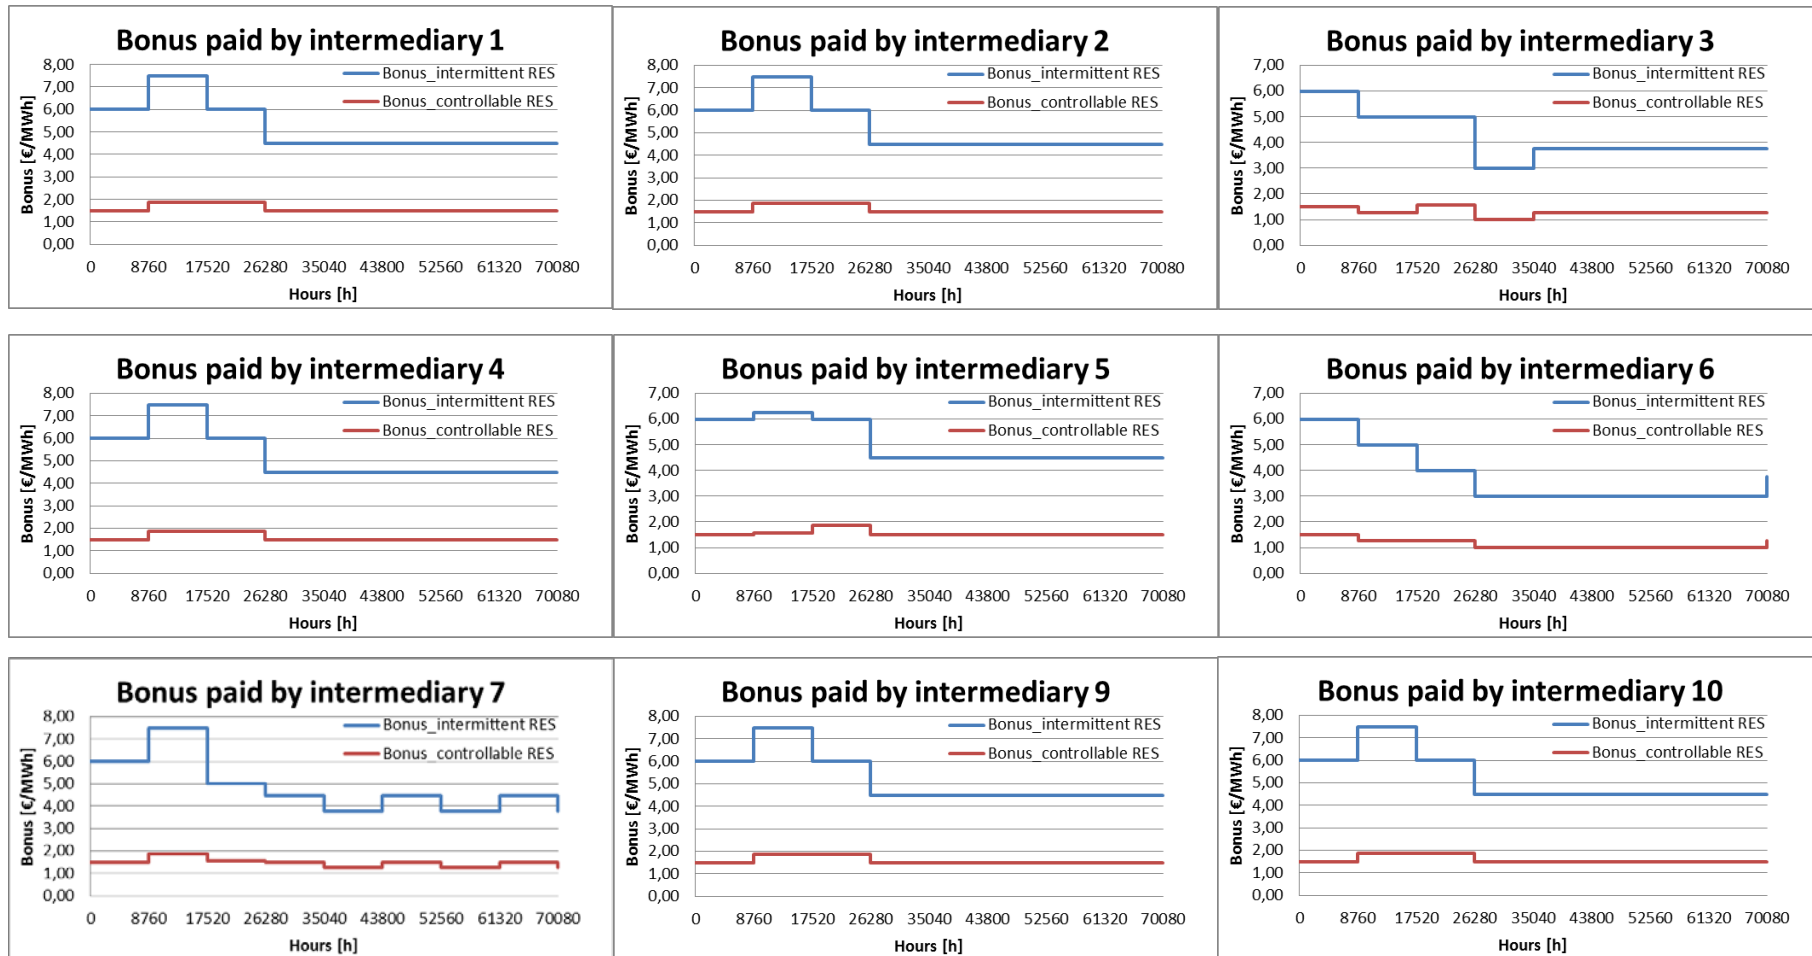 Bonus paid by intermediary 1
Bonus [€/MWh]
8,00
7,00
6,00
5,00
4,00
3,00
2,00
1,00
0,00
Bonus_intermittent RES
Bonus_controllable RES
0 8760 17520 26280 35040 43800 52560 61320 70080
Hours [h]
Bonus paid by intermediary 2
Bonus [€/MWh]
8,00
7,00
6,00
5,00
4,00
3,00
2,00
1,00
0,00
Bonus_intermittent RES
Bonus_controllable RES
0 8760 17520 26280 35040 43800 52560 61320 70080
Hours [h]
Bonus paid by intermediary 3
Bonus [€/MWh]
7,00
6,00
5,00
4,00
3,00
2,00
1,00
0,00
Bonus_intermittent RES
Bonus_controllable RES
0 8760 17520 26280 35040 43800 52560 61320 70080
Hours [h]
Bonus paid by intermediary 4
Bonus [€/MWh]
8,00
7,00
6,00
5,00
4,00
3,00
2,00
1,00
0,00
Bonus_intermittent RES
Bonus_controllable RES
0 8760 17520 26280 35040 43800 52560 61320 70080
Hours [h]
Bonus paid by intermediary 5
Bonus [€/MWh]
7,00
6,00
5,00
4,00
3,00
2,00
1,00
0,00
Bonus_intermittent RES
Bonus_controllable RES
0 8760 17520 26280 35040 43800 52560 61320 70080
Hours [h]
Bonus paid by intermediary 6
Bonus [€/MWh]
7,00
6,00
5,00
4,00
3,00
2,00
1,00
0,00
Bonus_intermittent RES
Bonus_controllable RES
0 8760 17520 26280 35040 43800 52560 61320 70080
Hours [h]
Bonus paid by intermediary 7
Bonus [€/MWh]
8,00
7,00
6,00
5,00
4,00
3,00
2,00
1,00
0,00
Bonus_intermittent RES
Bonus_controllable RES
0 8760 17520 26280 35040 43800 52560 61320 70080
Hours [h]
Bonus paid by intermediary 9
Bonus [€/MWh]
8,00
7,00
6,00
5,00
4,00
3,00
2,00
1,00
0,00
Bonus_intermittent RES
Bonus_controllable RES
0 8760 17520 26280 35040 43800 52560 61320 70080
Hours [h]
Bonus paid by intermediary 10
Bonus [€/MWh]
8,00
7,00
6,00
5,00
4,00
3,00
2,00
1,00
0,00
Bonus_intermittent RES
Bonus_controllable RES
0 8760 17520 26280 35040 43800 52560 61320 70080
Hours [h]